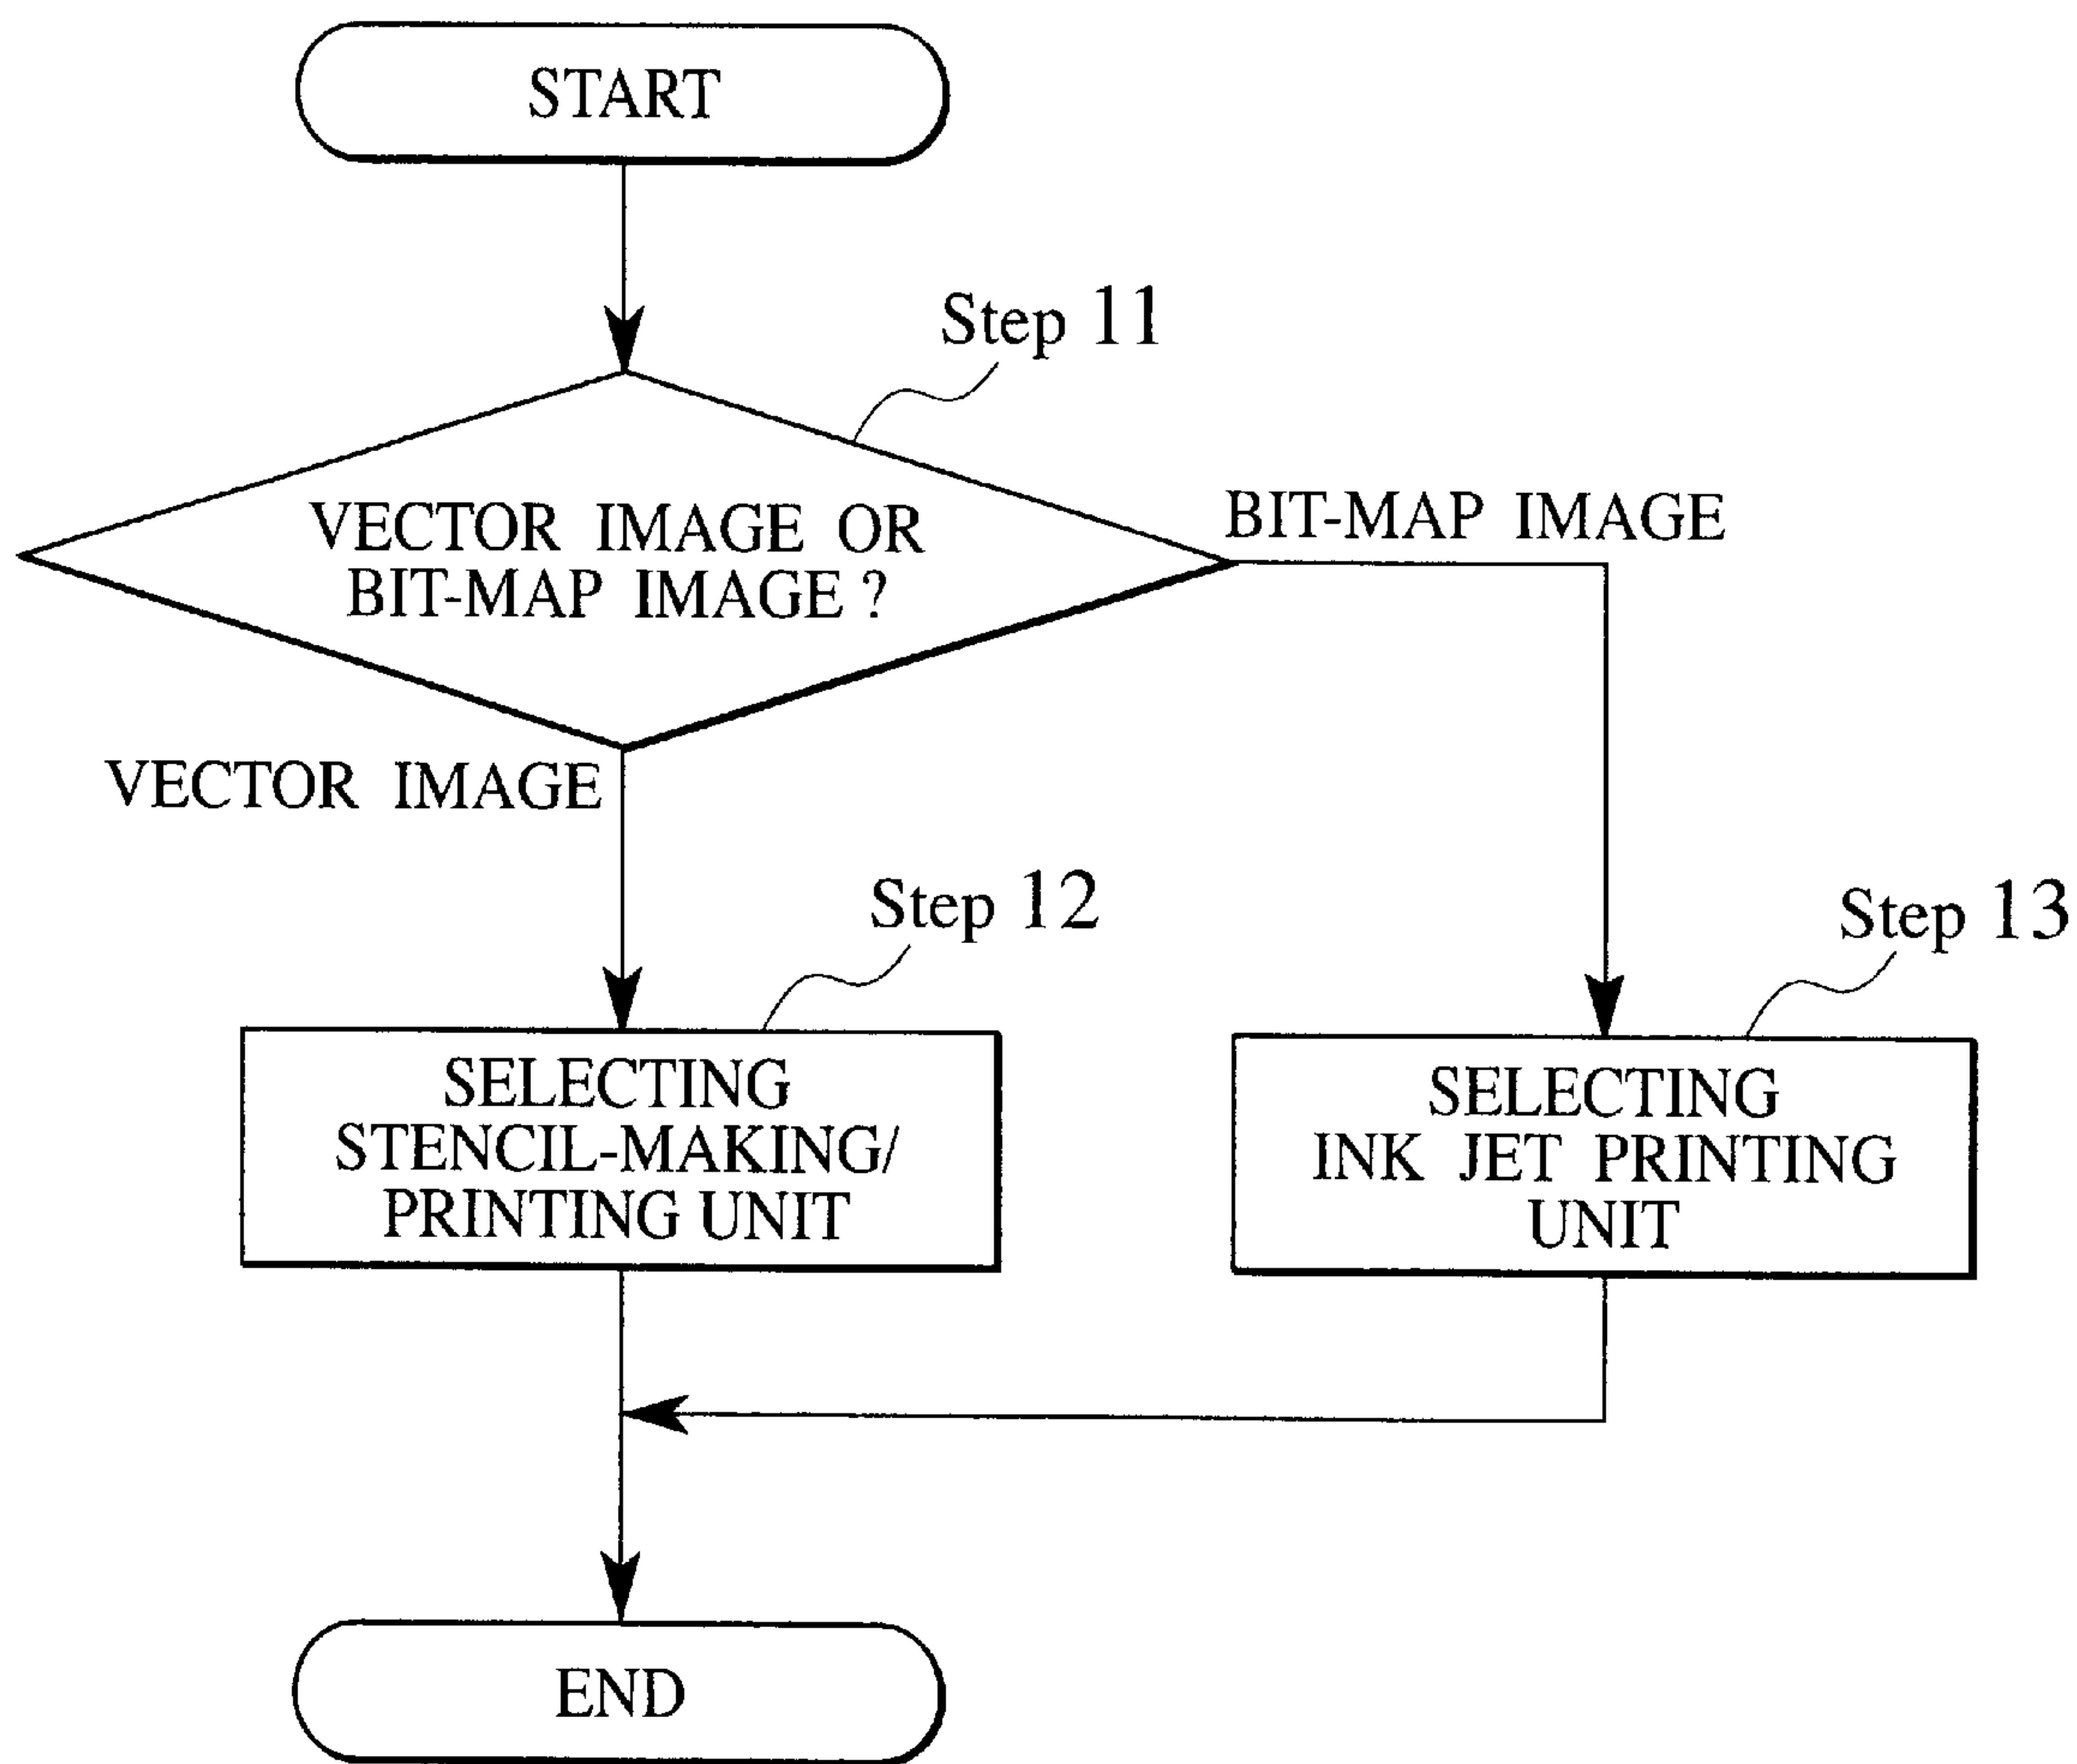 START
Step 11
VECTOR IMAGE OR
BIT-MAP IMAGE ?
BIT-MAP IMAGE
VECTOR IMAGE
Step 12
Step 13
SELECTING
STENCIL-MAKING/
PRINTING UNIT
SELECTING
INK JET PRINTING
UNIT
END